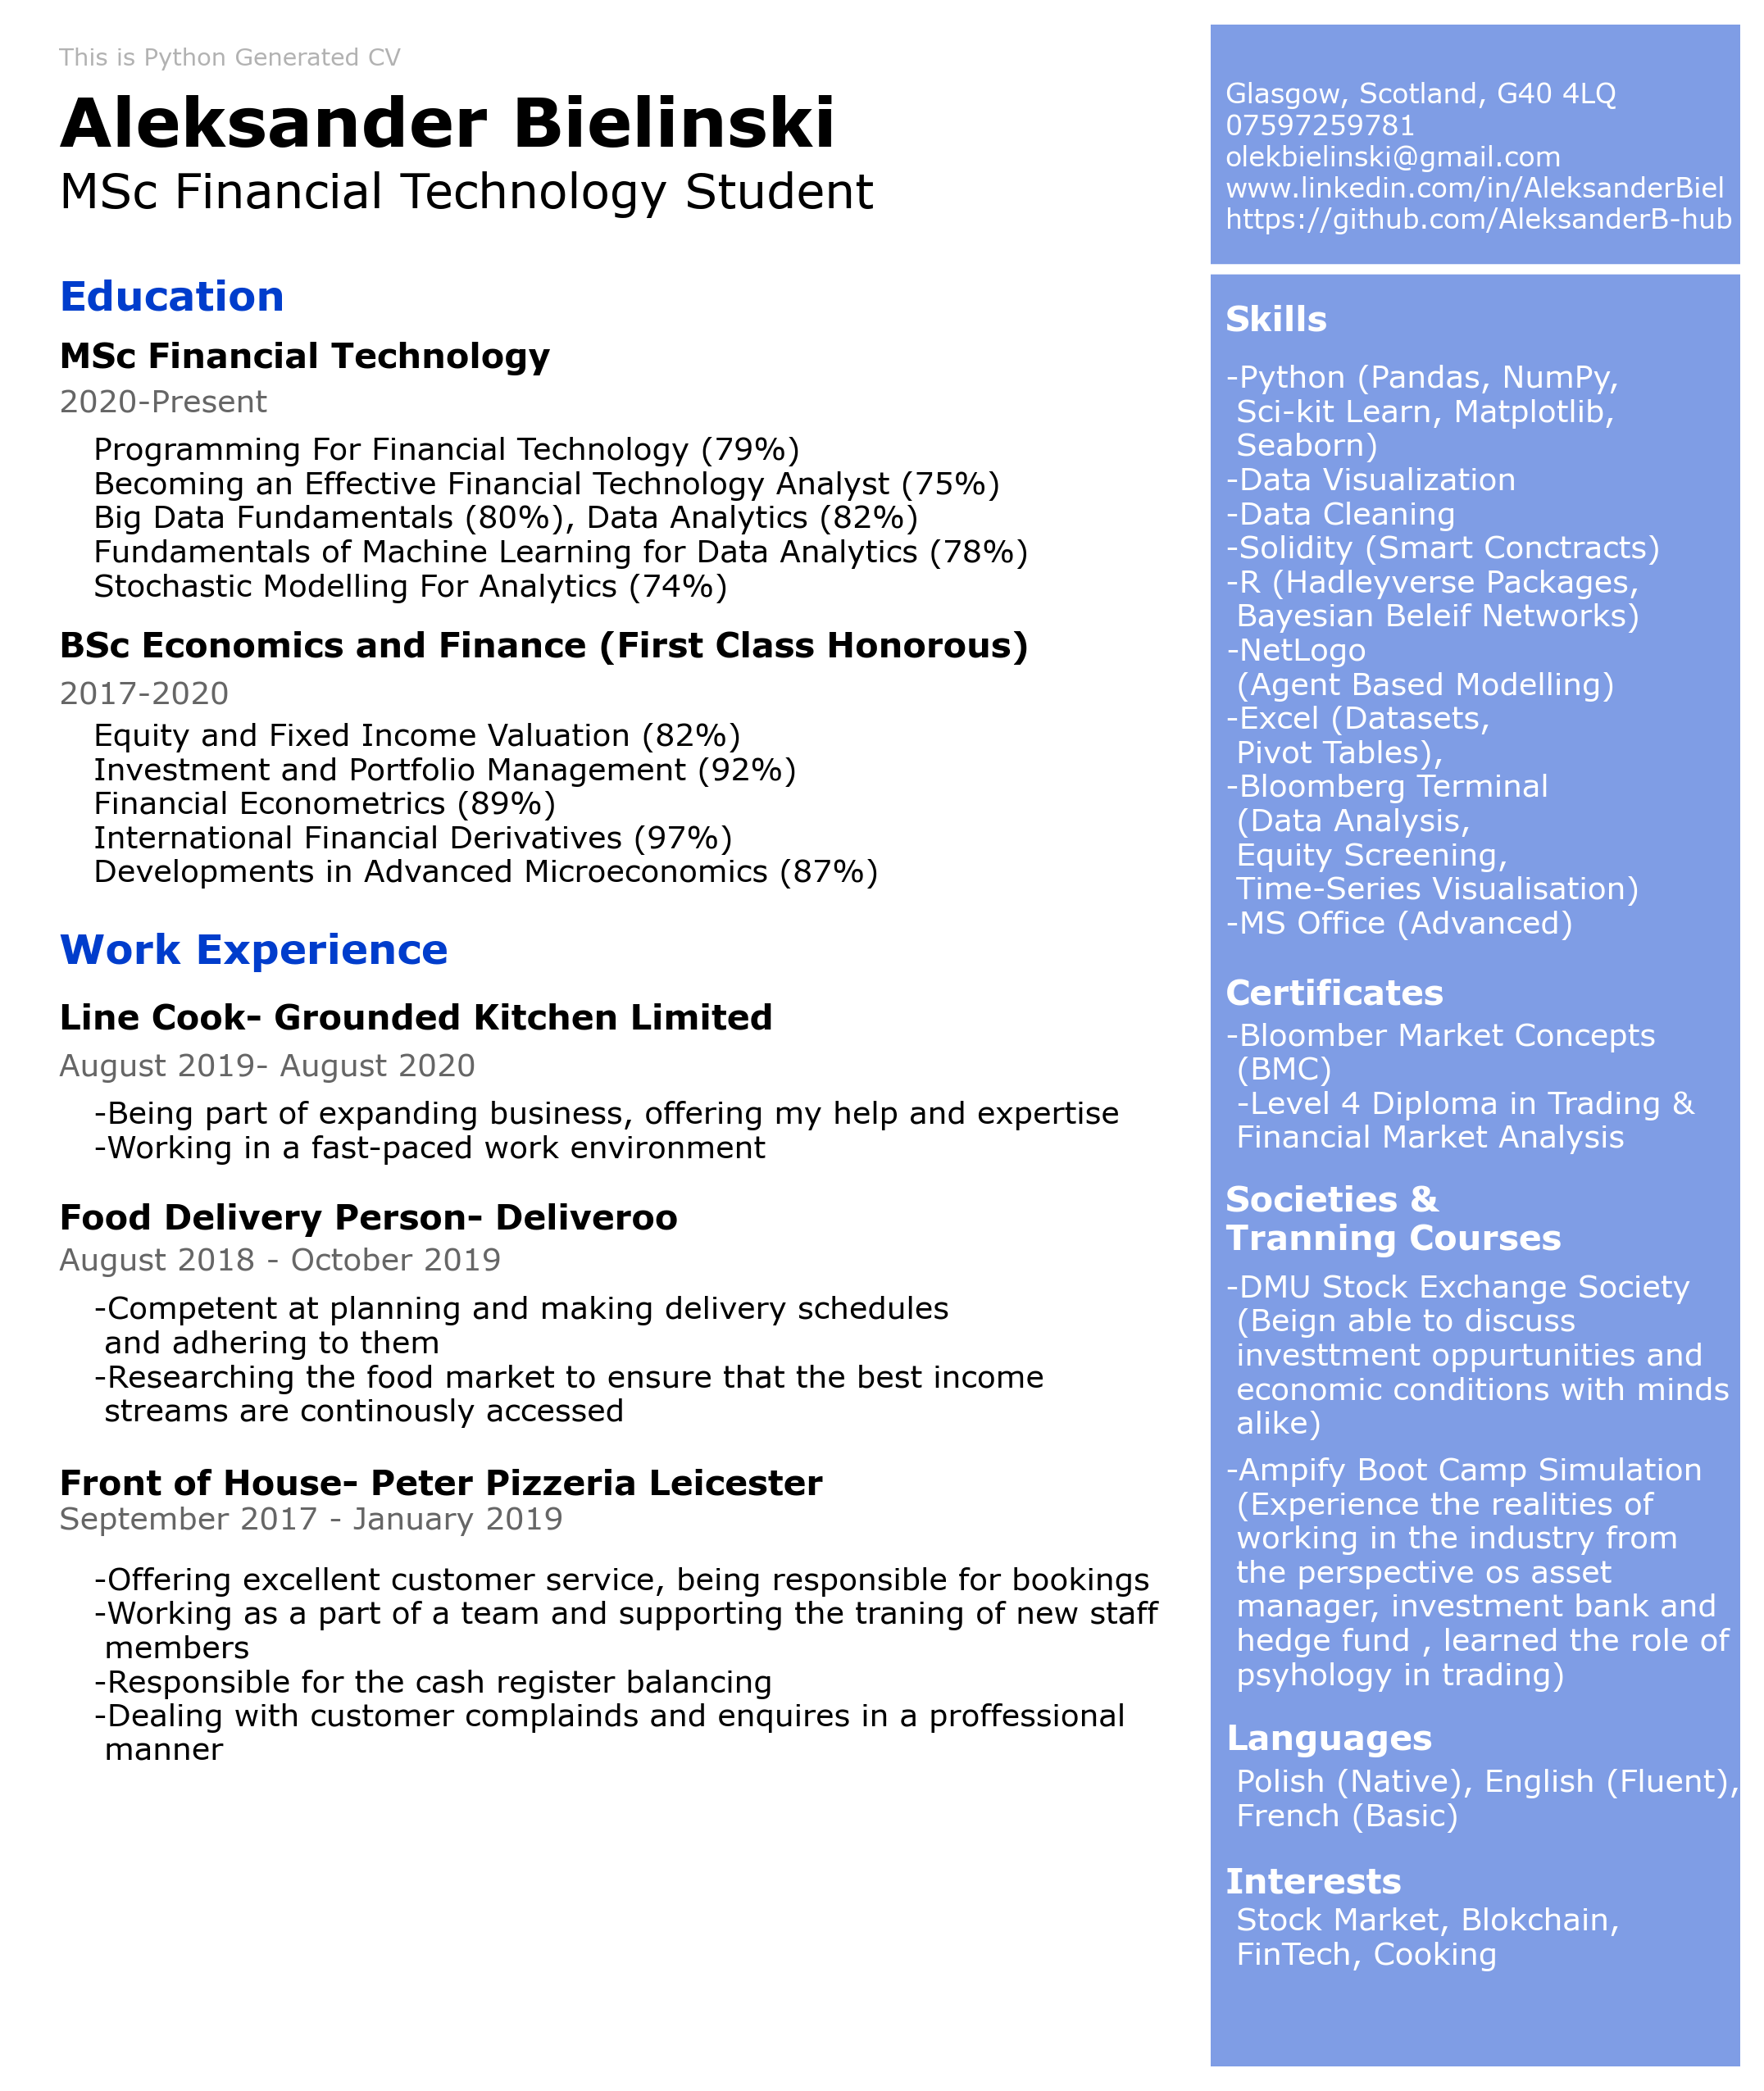 This is Python Generated CV
Aleksander Bielinski
MSc Financial Technology Student
Education
MSc Financial Technology
2020-Present
Programming For Financial Technology (79%)
Becoming an Effective Financial Technology Analyst (75%)
Big Data Fundamentals (80%), Data Analytics (82%)
Fundamentals of Machine Learning for Data Analytics (78%)
Stochastic Modelling For Analytics (74%)
BSc Economics and Finance (First Class Honorous)
2017-2020
Equity and Fixed Income Valuation (82%)
Investment and Portfolio Management (92%)
Financial Econometrics (89%)
International Financial Derivatives (97%)
Developments in Advanced Microeconomics (87%)
Work Experience
Line Cook- Grounded Kitchen Limited
August 2019- August 2020
-Being part of expanding business, offering my help and expertise
-Working in a fast-paced work environment
Food Delivery Person- Deliveroo
August 2018 - October 2019
-Competent at planning and making delivery schedules
and adhering to them
-Researching the food market to ensure that the best income
streams are continously accessed
Front of House- Peter Pizzeria Leicester
September 2017 - January 2019
-Offering excellent customer service, being responsible for bookings
-Working as a part of a team and supporting the traning of new staff
members
-Responsible for the cash register balancing
-Dealing with customer complainds and enquires in a proffessional
manner
Glasgow, Scotland, G40 4LQ
07597259781
olekbielinski@gmail.com
www.linkedin.com/in/AleksanderBiel
https://github.com/AleksanderB-hub
Skills
-Python (Pandas, NumPy,
Sci-kit Learn, Matplotlib,
Seaborn)
-Data Visualization
-Data Cleaning
-Solidity (Smart Conctracts)
-R (Hadleyverse Packages,
Bayesian Beleif Networks)
-NetLogo
(Agent Based Modelling)
-Excel (Datasets,
Pivot Tables),
-Bloomberg Terminal
(Data Analysis,
Equity Screening,
Time-Series Visualisation)
-MS Office (Advanced)
Certificates
-Bloomber Market Concepts
(BMC)
-Level 4 Diploma in Trading &
Financial Market Analysis
Societies &
Tranning Courses
-DMU Stock Exchange Society
(Beign able to discuss
investtment oppurtunities and
economic conditions with minds
alike)
-Ampify Boot Camp Simulation
(Experience the realities of
working in the industry from
the perspective os asset
manager, investment bank and
hedge fund , learned the role of
psyhology in trading)
Languages
Polish (Native), English (Fluent),
French (Basic)
Interests
Stock Market, Blokchain,
FinTech, Cooking